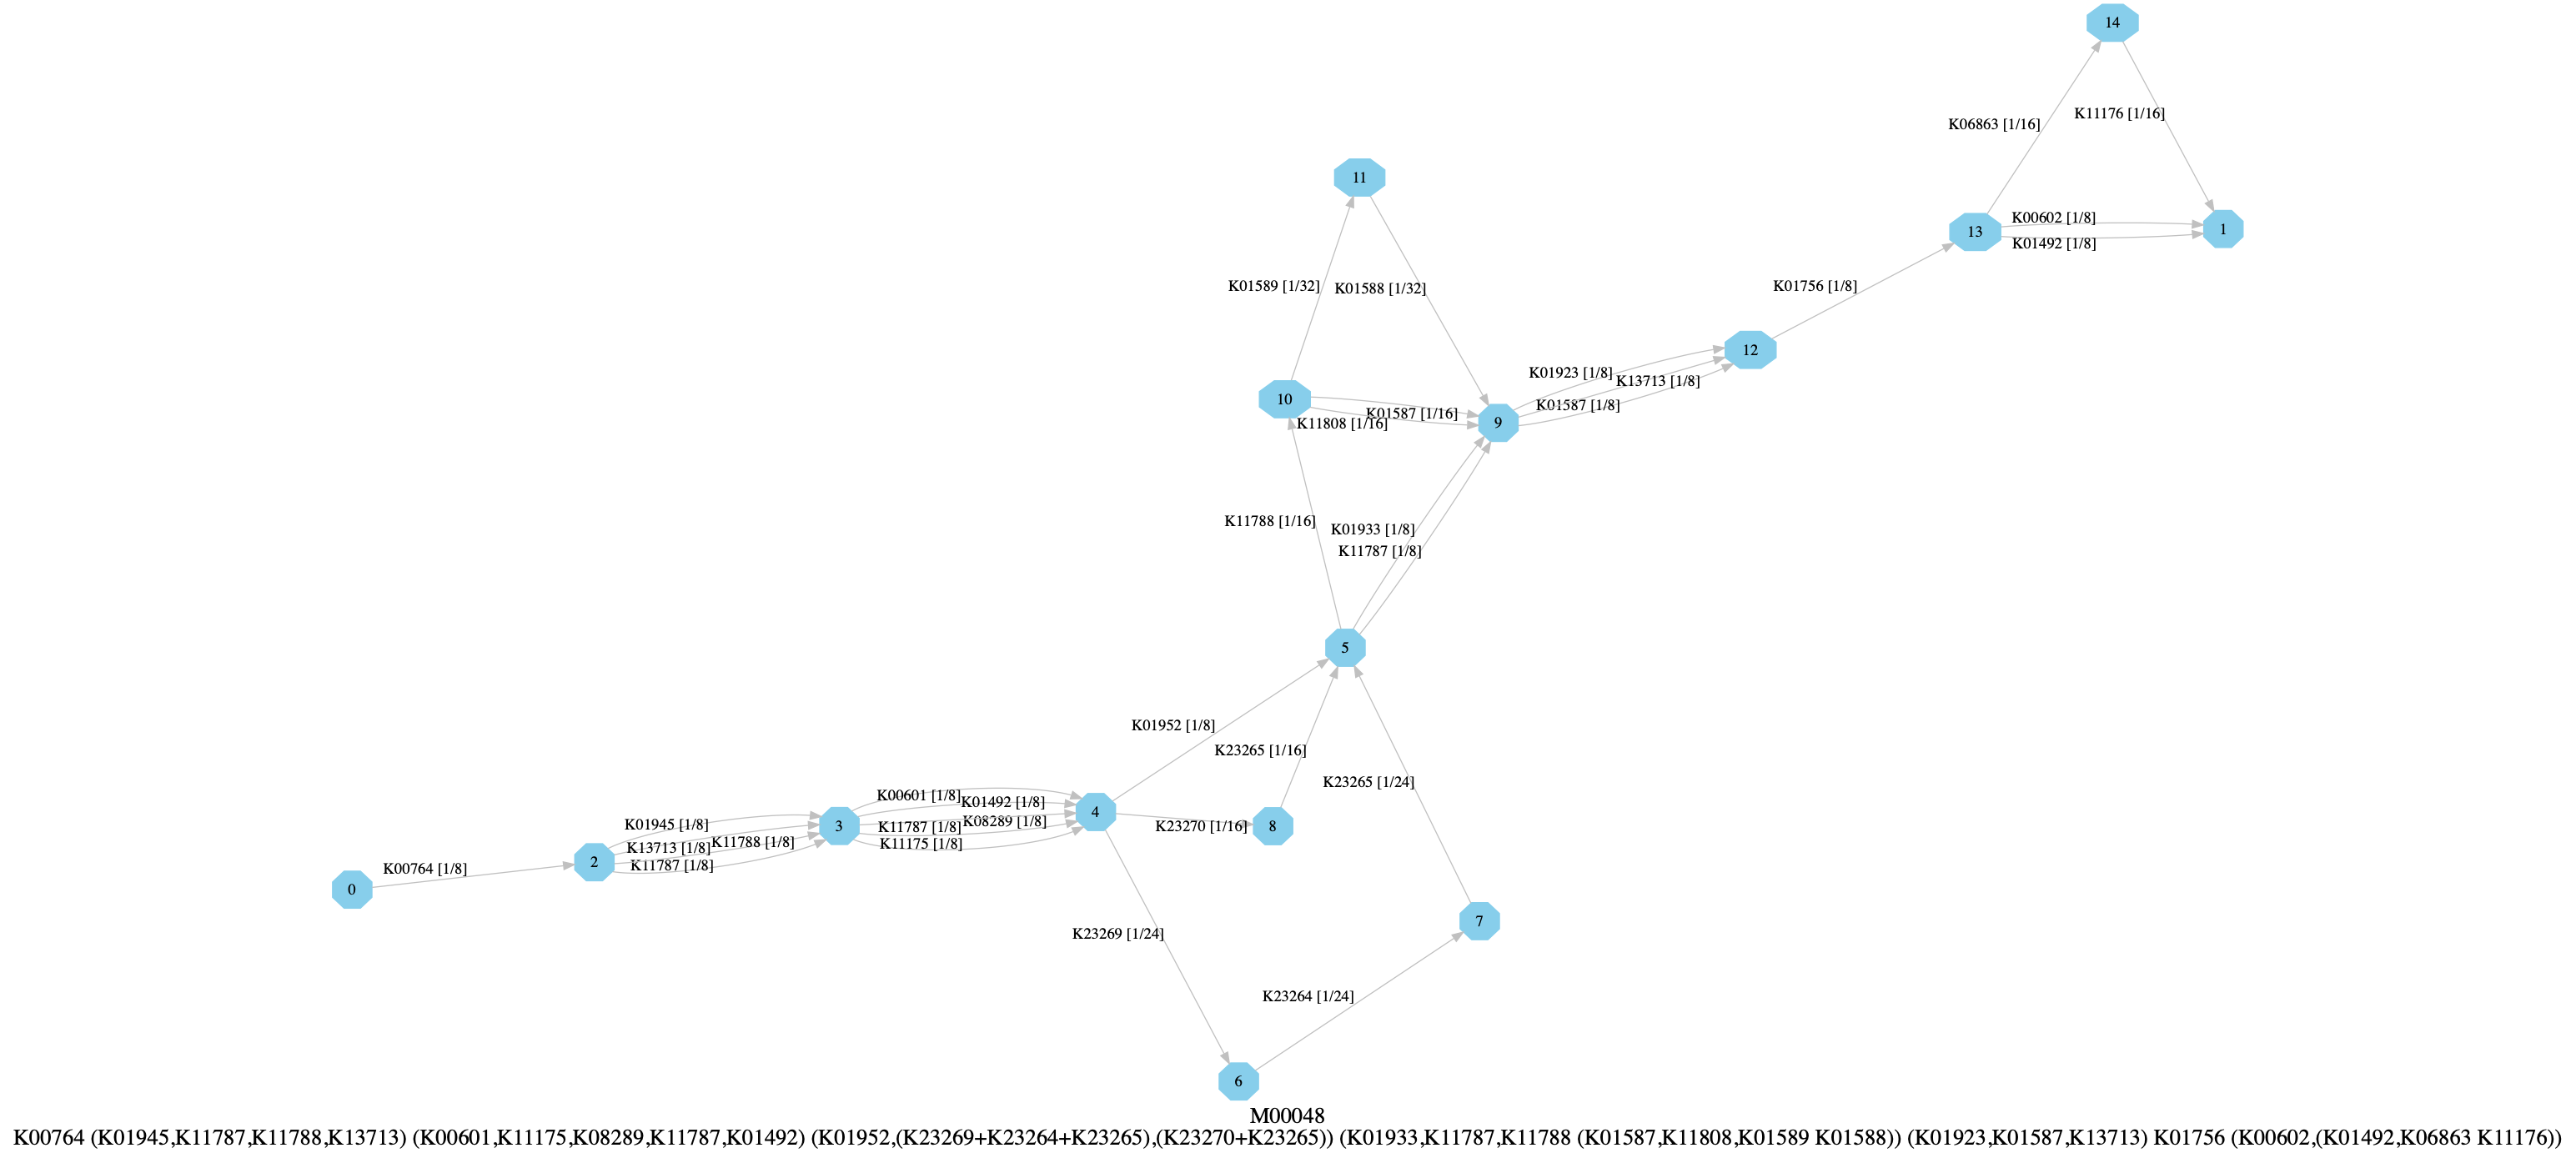 14
K11176 [1/16]
K06863 [1/16]
11
K00602 [1/8]
13
1
K01492 [1/8]
K01589 [1/32]
K01588 [1/32]
K01756 [1/8]
12
K01923 [1/8]
K13713 [1/8]
10
K01587 [1/8]
K01587 [1/16]
K11808 [1/16]
9
K11788 [1/16]
K01933 [1/8]
K11787 [1/8]
5
K01952 [1/8]
K23265 [1/16]
K23265 [1/24]
K00601 [1/8]
K01492 [1/8]
4
K01945 [1/8]
3
K11787 [1/8]
K08289 [1/8]
K23270 [1/16]
8
K13713 [1/8]
K11788 [1/8]
K11175 [1/8]
2
K11787 [1/8]
K00764 [1/8]
0
7
K23269 [1/24]
K23264 [1/24]
6
M00048
K00764 (K01945,K11787,K11788,K13713) (K00601,K11175,K08289,K11787,K01492) (K01952,(K23269+K23264+K23265),(K23270+K23265)) (K01933,K11787,K11788 (K01587,K11808,K01589 K01588)) (K01923,K01587,K13713) K01756 (K00602,(K01492,K06863 K11176))